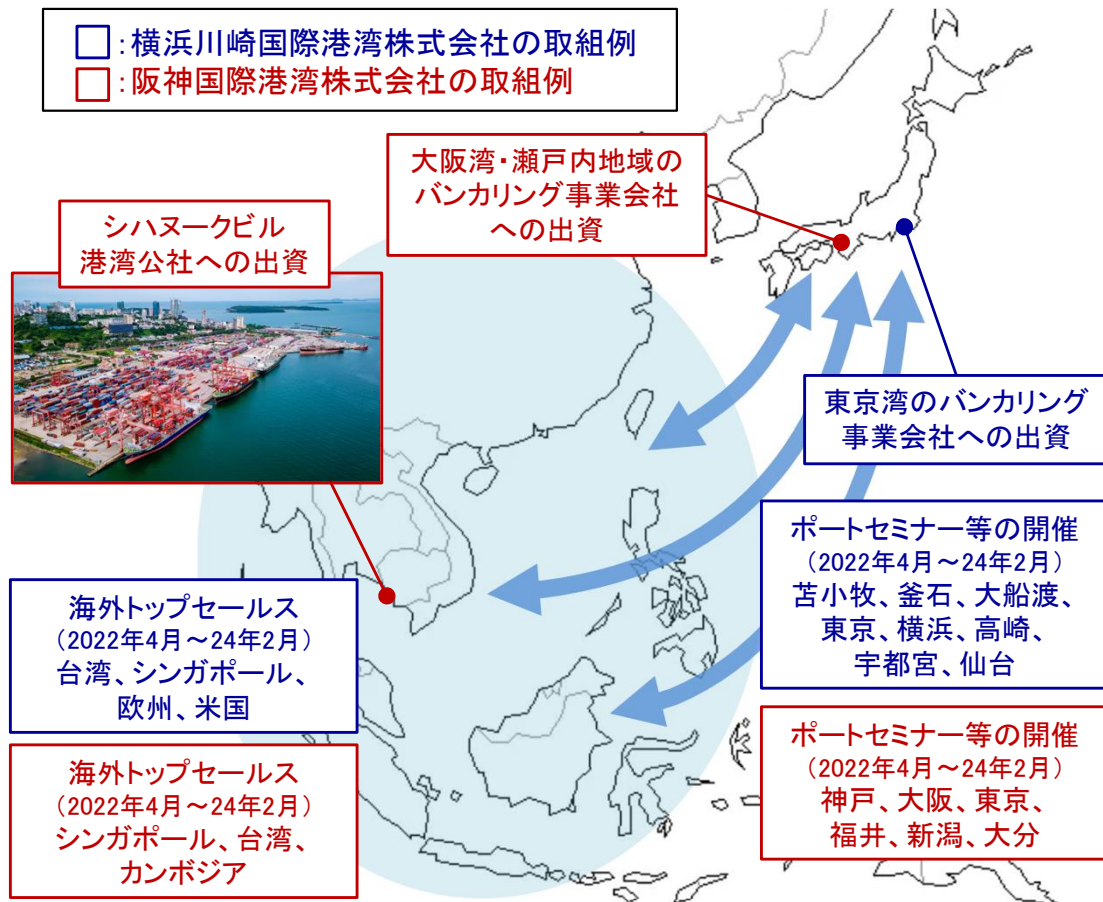 ：横浜川崎国際港湾株式会社の取組例
：阪神国際港湾株式会社の取組例
大阪湾・瀬戸内地域の
バンカリング事業会社
への出資
シハヌークビル
港湾公社への出資
東京湾のバンカリング
事業会社への出資
ポートセミナー等の開催
（2022年4月～24年2月）
苫小牧、釜石、大船渡、
東京、横浜、高崎、
宇都宮、仙台
海外トップセールス
（2022年4月～24年2月）
台湾、シンガポール、
欧州、米国
海外トップセールス
（2022年4月～24年2月）
シンガポール、台湾、
カンボジア
ポートセミナー等の開催
（2022年4月～24年2月）
神戸、大阪、東京、
福井、新潟、大分